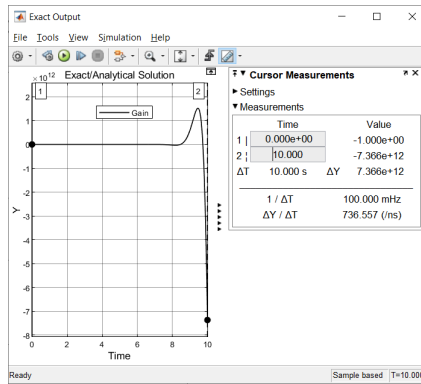 Exact Output
File Tools View Simulation Help
×10^12 Exact/Analytical Solution
1 2
Gain
2
1
0
-1
-2
-3
-4
-5
-6
-7
-8
Y
0 2 4 6 8 10
Time
Cursor Measurements
Settings
Measurements
Time Value
1 | 0.000e+00 -1.000e+00
2 ¦ 10.000 -7.366e+12
ΔT 10.000 s ΔY 7.366e+12
1 / ΔT 100.000 mHz
ΔY / ΔT 736.557 (/ns)
Ready Sample based T=10.00